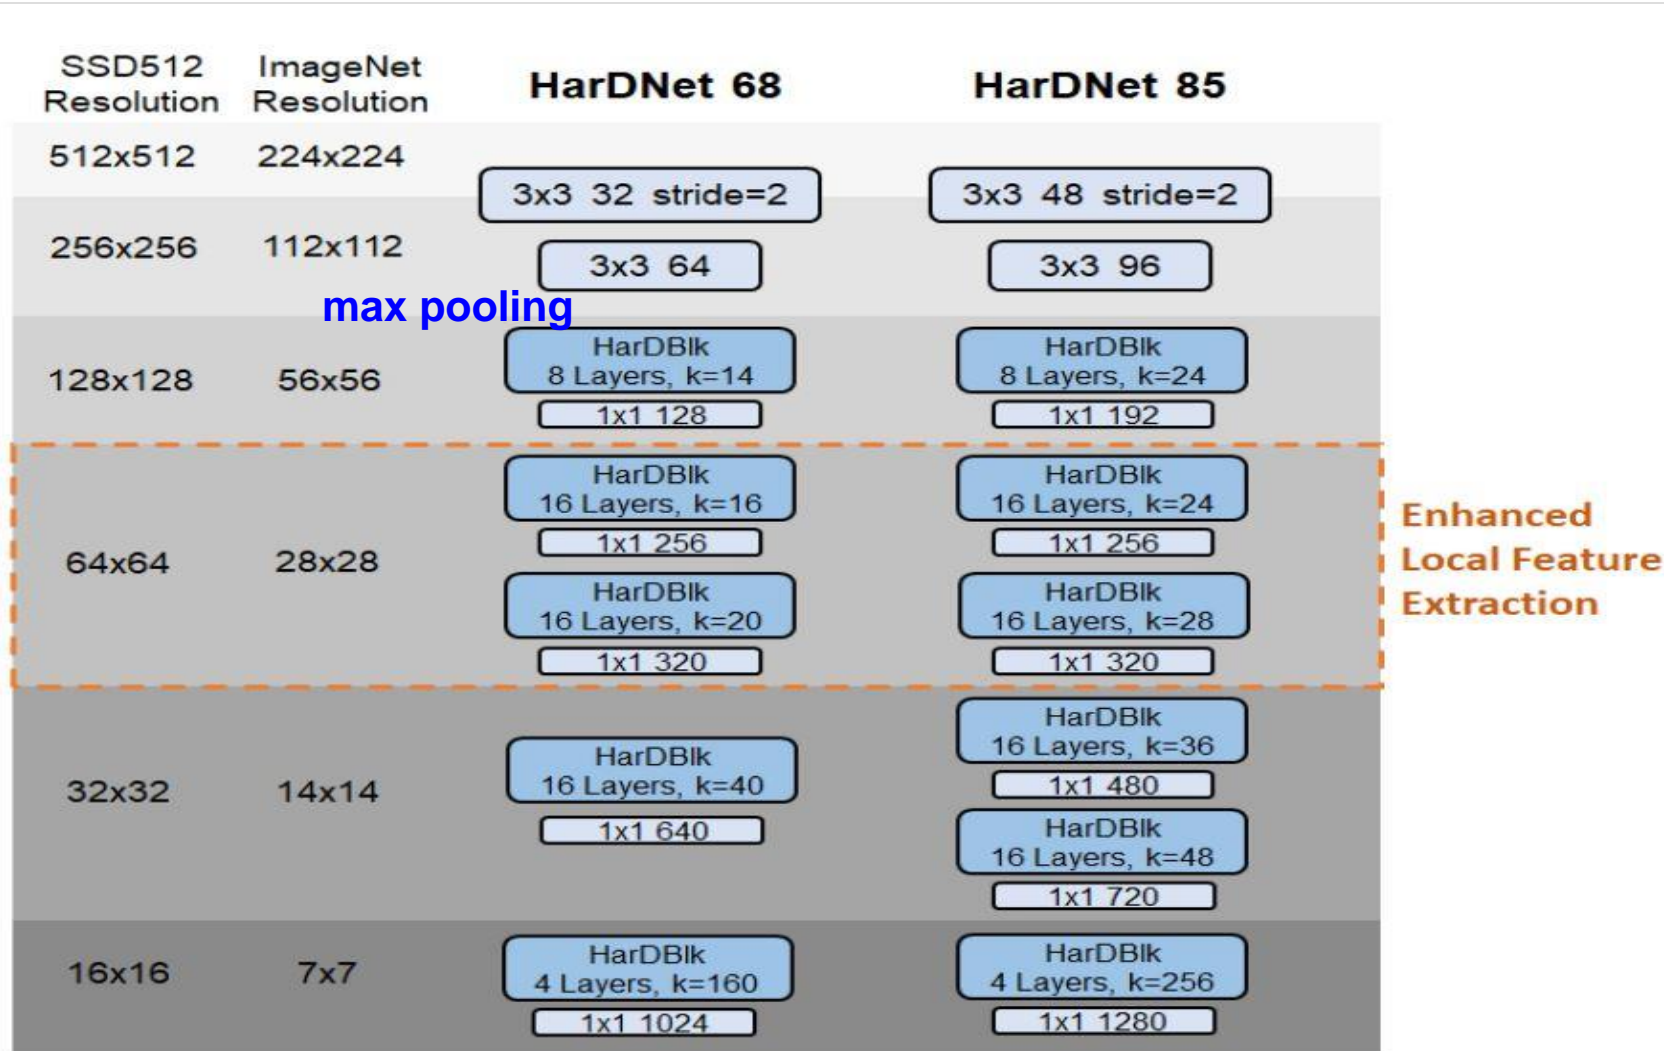 SSD512
Resolution
ImageNet
Resolution
HarDNet 68
HarDNet 85
512x512
224x224
3x3 32 stride=2
3x3 48 stride=2
256x256
112x112
3x3 64
3x3 96
max pooling
128x128
56x56
HarDBlk
8 Layers, k=14
1x1 128
HarDBlk
8 Layers, k=24
1x1 192
64x64
28x28
HarDBlk
16 Layers, k=16
1x1 256
HarDBlk
16 Layers, k=20
1x1 320
HarDBlk
16 Layers, k=24
1x1 256
HarDBlk
16 Layers, k=28
1x1 320
Enhanced
Local Feature
Extraction
32x32
14x14
HarDBlk
16 Layers, k=40
1x1 640
HarDBlk
16 Layers, k=36
1x1 480
HarDBlk
16 Layers, k=48
1x1 720
16x16
7x7
HarDBlk
4 Layers, k=160
1x1 1024
HarDBlk
4 Layers, k=256
1x1 1280